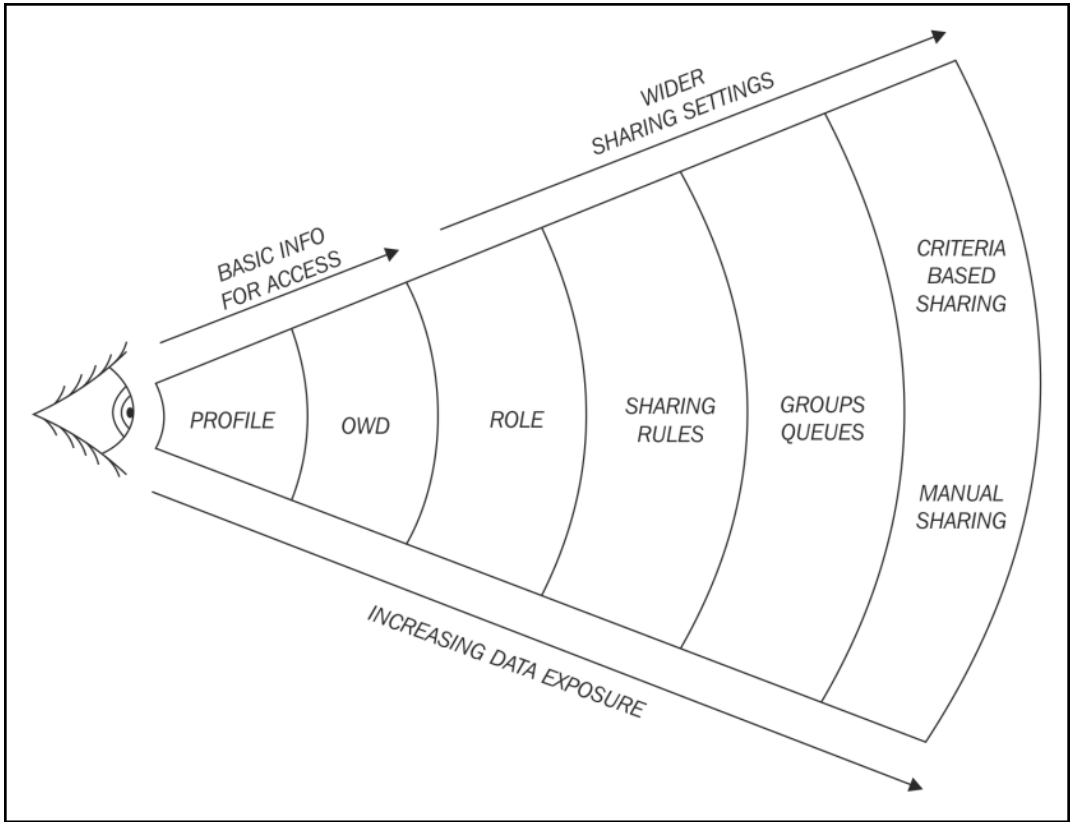 WIDER
SHARING SETTINGS
BASIC INFO
FOR ACCESS
PROFILE
OWD
ROLE
SHARING
RULES
GROUPS
QUEUES
CRITERIA
BASED
SHARING
MANUAL
SHARING
INCREASING DATA EXPOSURE